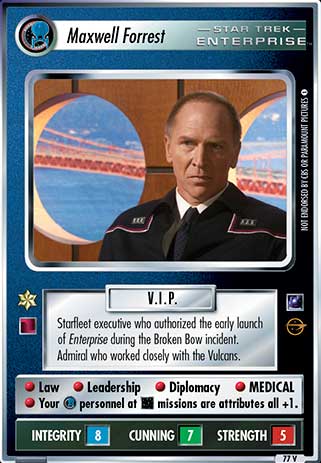 Maxwell Forrest
STAR TREK
ENTERPRISE
NOT ENDORSED BY CBS OR PARAMOUNT PICTURES
V.I.P.
Starfleet executive who authorized the early launch
of Enterprise during the Broken Bow incident.
Admiral who worked closely with the Vulcans.
Law Leadership Diplomacy MEDICAL
Your personnel at missions are attributes all +1.
INTEGRITY 8 CUNNING 7 STRENGTH 5
77 V